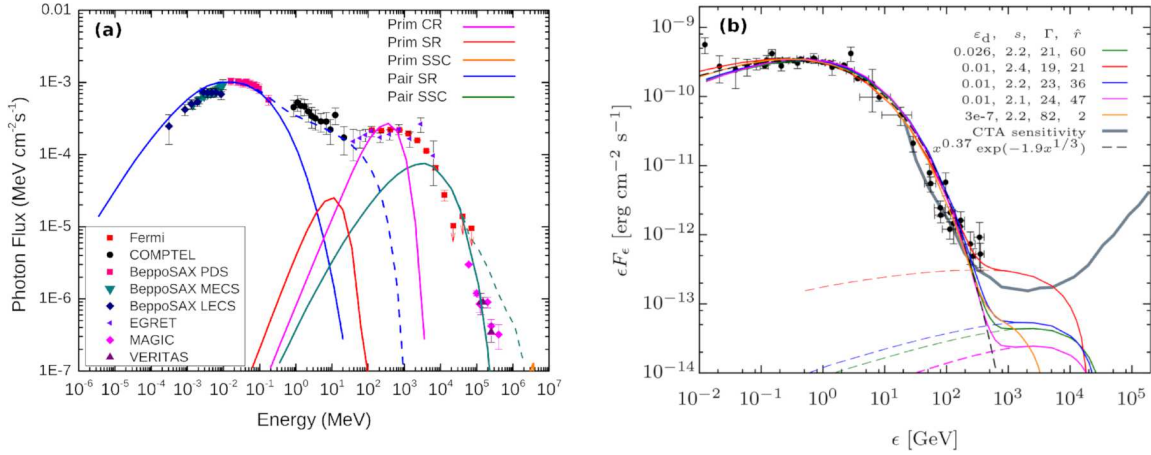 (a)
Prim CR
Prim SR
Prim SSC
Pair SR
Pair SSC
Photon Flux (MeV cm⁻²s⁻¹)
0.01
1E-3
1E-4
1E-5
1E-6
1E-7
Fermi
COMPTEL
BeppoSAX PDS
BeppoSAX MECS
BeppoSAX LECS
EGRET
MAGIC
VERITAS
10⁻⁶ 10⁻⁵ 10⁻⁴ 10⁻³ 10⁻² 10⁻¹ 10⁰ 10¹ 10² 10³ 10⁴ 10⁵ 10⁶ 10⁷
Energy (MeV)
(b)
εd, s, Γ, r̂
0.026, 2.2, 21, 60
0.01, 2.4, 19, 21
0.01, 2.2, 23, 36
0.01, 2.1, 24, 47
3e-7, 2.2, 82, 2
CTA sensitivity
x^0.37 exp(−1.9x^1/3)
ϵFϵ [erg cm⁻² s⁻¹]
10⁻⁹
10⁻¹⁰
10⁻¹¹
10⁻¹²
10⁻¹³
10⁻¹⁴
10⁻² 10⁻¹ 10⁰ 10¹ 10² 10³ 10⁴ 10⁵
ϵ [GeV]